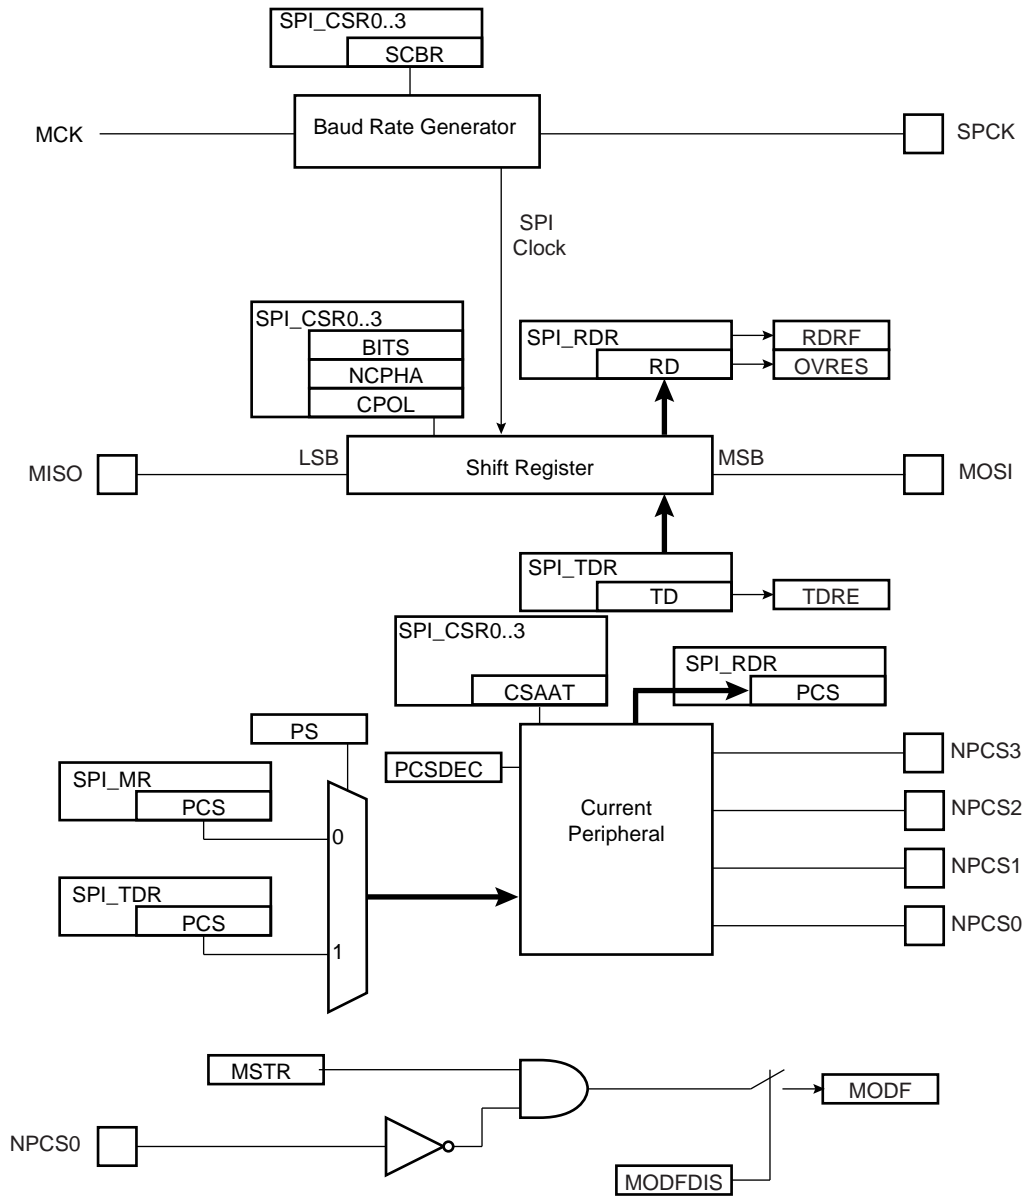 SPI_CSR0..3
SCBR
MCK
Baud Rate Generator
SPCK
SPI
Clock
SPI_CSR0..3
BITS
NCPHA
CPOL
SPI_RDR
RD
RDRF
OVRES
MISO
LSB
Shift Register
MSB
MOSI
SPI_TDR
TD
TDRE
SPI_CSR0..3
CSAAT
SPI_RDR
PCS
PS
PCSDEC
SPI_MR
PCS
0
SPI_TDR
PCS
1
Current
Peripheral
NPCS3
NPCS2
NPCS1
NPCS0
MSTR
MODF
NPCS0
MODFDIS